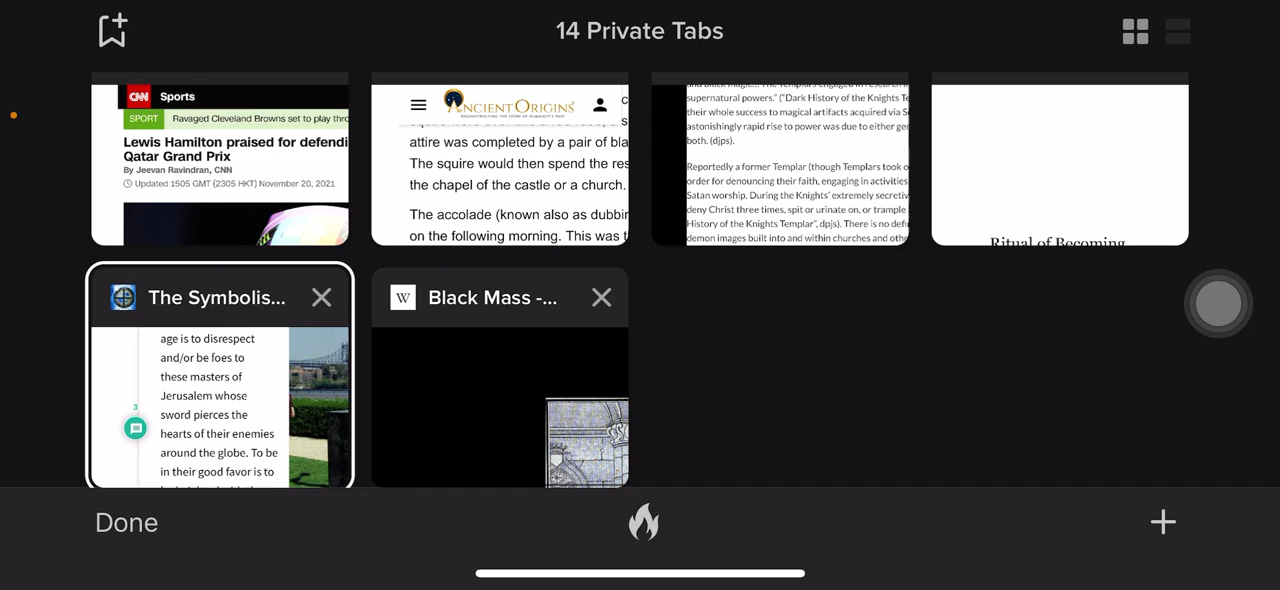 14 Private Tabs
CNN Sports
SPORT Ravaged Cleveland Browns set to play thro
Lewis Hamilton praised for defendi
Qatar Grand Prix
By Jeevan Ravindran, CNN
Updated 1505 GMT (2305 HKT) November 20, 2021
ANCIENT ORIGINS
RECONSTRUCTING THE STORY OF HUMANITY'S PAST
attire was completed by a pair of bla
The squire would then spend the res
the chapel of the castle or a church.
The accolade (known also as dubbin
on the following morning. This was t
supernatural powers." ("Dark History of the Knights Te
their whole success to magical artifacts acquired via S
astonishingly rapid rise to power was due to either ger
both. (djps).
Reportedly a former Templar (though Templars took o
order for denouncing their faith, engaging in activities
Satan worship. During the Knights' extremely secretiv
deny Christ three times, spit or urinate on, or trample
History of the Knights Templar", djps). There is no defi
demon images built into and within churches and othe
Ritual of Becoming
The Symbolis...
age is to disrespect
and/or be foes to
these masters of
Jerusalem whose
sword pierces the
hearts of their enemies
around the globe. To be
in their good favor is to
3
W Black Mass -...
Done